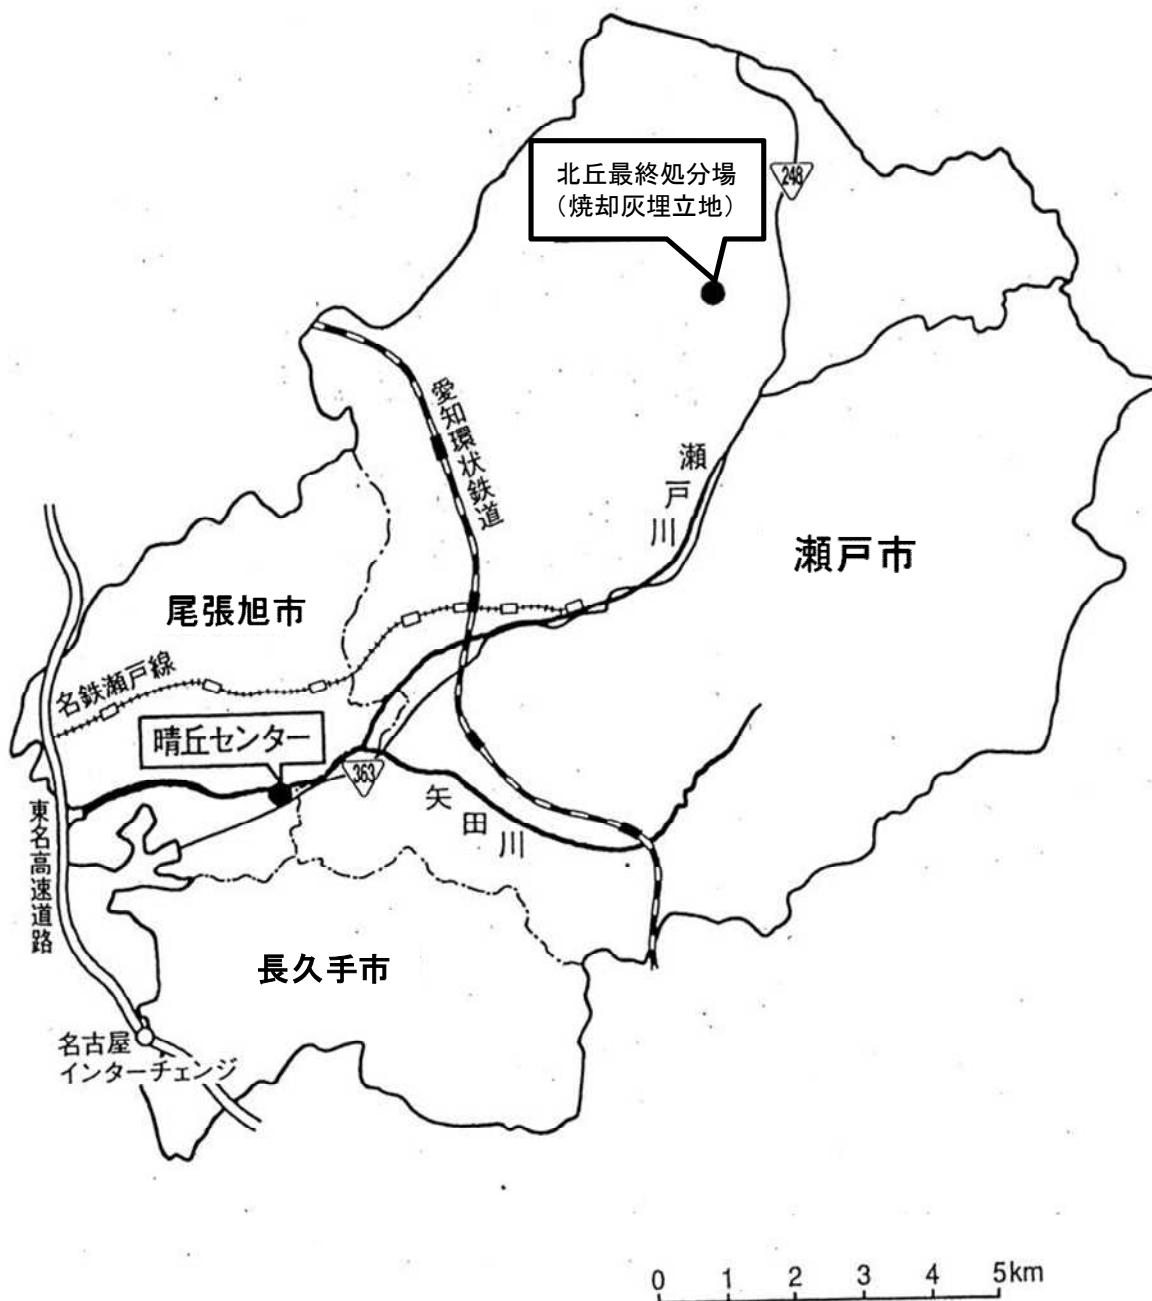 北丘最終処分場
（焼却灰埋立地）
248
愛知環状鉄道
瀬戸川
瀬戸市
尾張旭市
名鉄瀬戸線
晴丘センター
363
矢田川
東名高速道路
長久手市
名古屋
インターチェンジ
0 1 2 3 4 5km